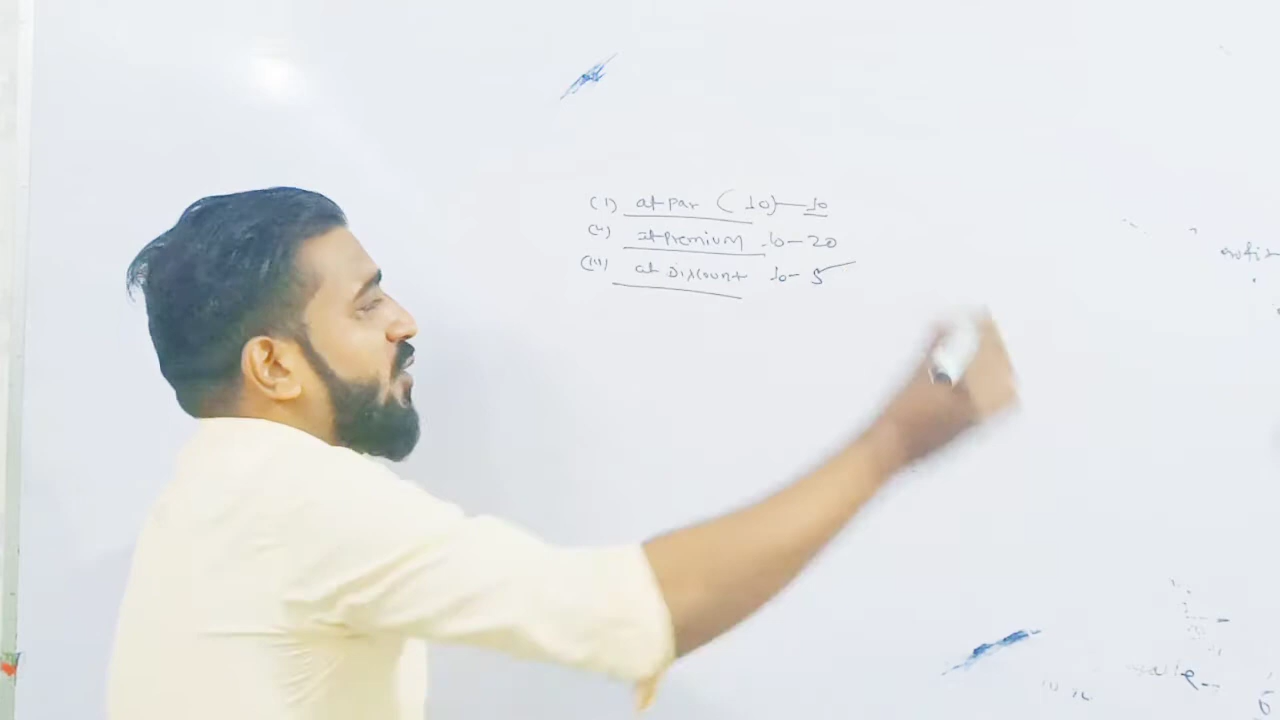 (i) at par (10)—10
(ii) at premium 10—20
(iii) at Discount 10—5